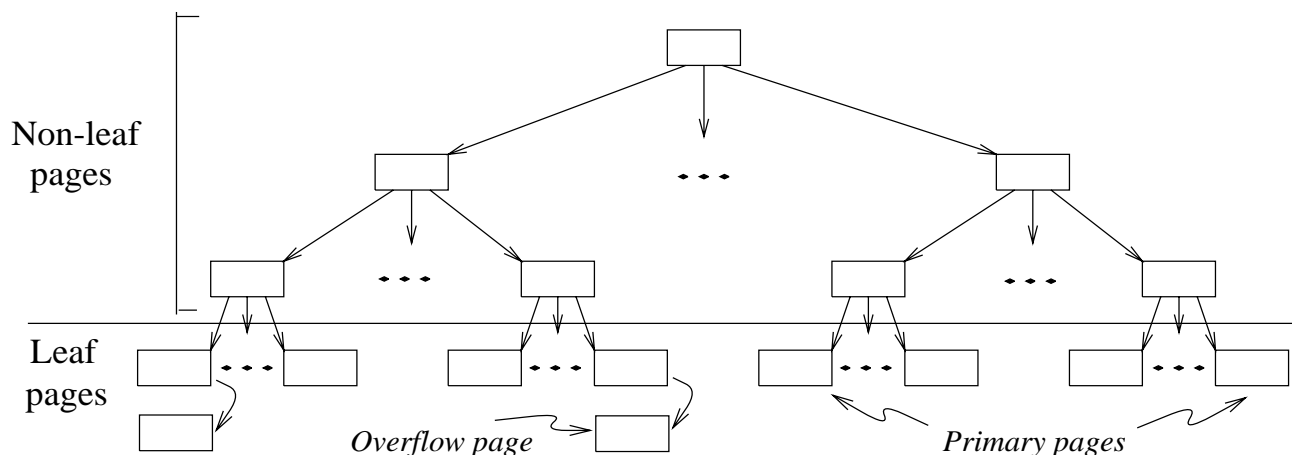 Non-leaf
pages
Leaf
pages
Overflow page
Primary pages